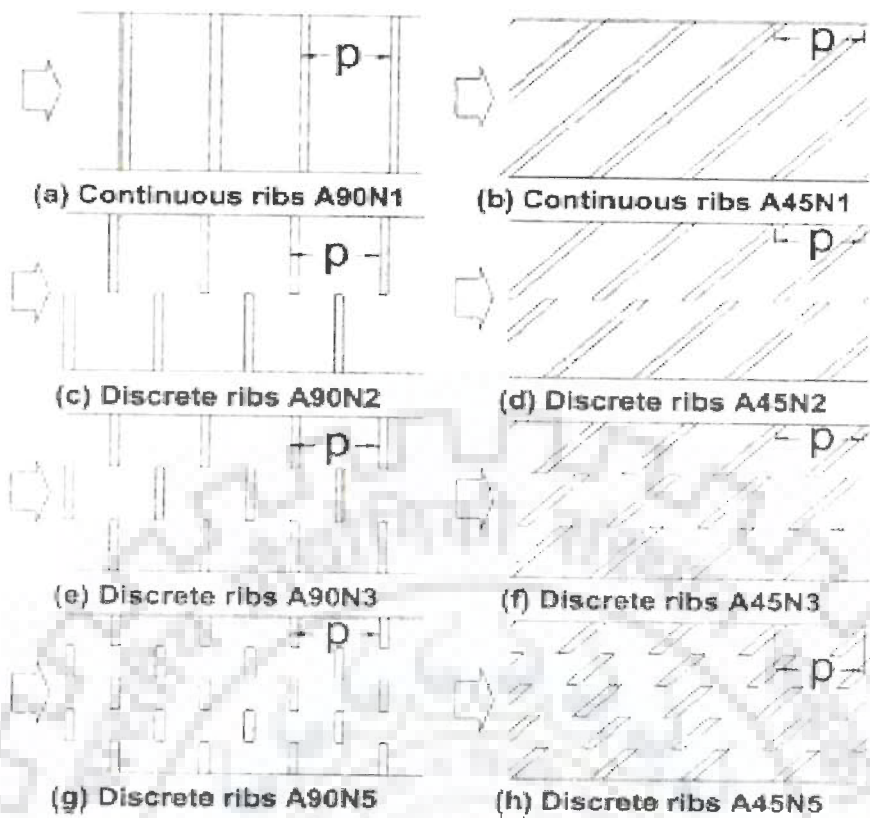 p p
(a) Continuous ribs A90N1 (b) Continuous ribs A45N1
p p
(c) Discrete ribs A90N2 (d) Discrete ribs A45N2
p p
(e) Discrete ribs A90N3 (f) Discrete ribs A45N3
p p
(g) Discrete ribs A90N5 (h) Discrete ribs A45N5